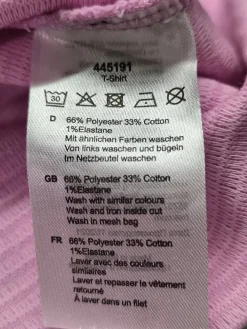 445191
T-Shirt
30
D 66% Polyester 33% Cotton
1%Elastane
Mit ähnlichen Farben waschen
Von links waschen und bügeln
Im Netzbeutel waschen
GB 66% Polyester 33% Cotton
1%Elastane
Wash with similar colours
Wash and iron inside out
Wash in mesh bag
FR 66% Polyester 33% Cotton
1%Elastane
Laver avec des couleurs
similiaires
Laver et repasser le vêtement
retourné
À laver dans un filet